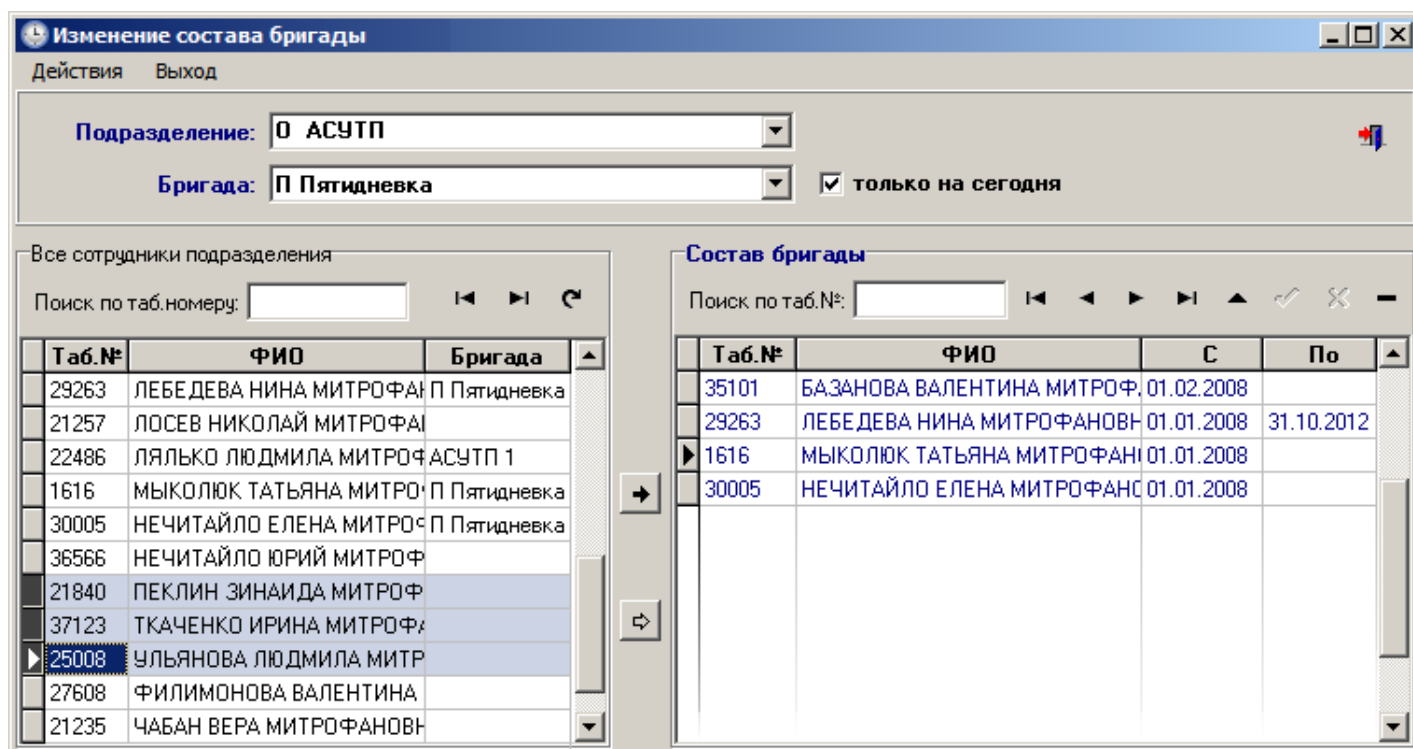 Изменение состава бригады
Действия Выход
Подразделение: 0 АСУТП
Бригада: П Пятидневка только на сегодня
Все сотрудники подразделения
Поиск по таб.номеру:
Таб.№ ФИО Бригада
29263 ЛЕБЕДЕВА НИНА МИТРОФАН П Пятидневка
21257 ЛОСЕВ НИКОЛАЙ МИТРОФАН
22486 ЛЯЛЬКО ЛЮДМИЛА МИТРОФ АСУТП 1
1616 МЫКОЛЮК ТАТЬЯНА МИТРО П Пятидневка
30005 НЕЧИТАЙЛО ЕЛЕНА МИТРОФ П Пятидневка
36566 НЕЧИТАЙЛО ЮРИЙ МИТРОФ
21840 ПЕКЛИН ЗИНАИДА МИТРОФ
37123 ТКАЧЕНКО ИРИНА МИТРОФА
25008 УЛЬЯНОВА ЛЮДМИЛА МИТР
27608 ФИЛИМОНОВА ВАЛЕНТИНА
21235 ЧАБАН ВЕРА МИТРОФАНОВН
Состав бригады
Поиск по таб.№:
Таб.№ ФИО С По
35101 БАЗАНОВА ВАЛЕНТИНА МИТРОФ 01.02.2008
29263 ЛЕБЕДЕВА НИНА МИТРОФАНОВН 01.01.2008 31.10.2012
1616 МЫКОЛЮК ТАТЬЯНА МИТРОФАН 01.01.2008
30005 НЕЧИТАЙЛО ЕЛЕНА МИТРОФАНО 01.01.2008